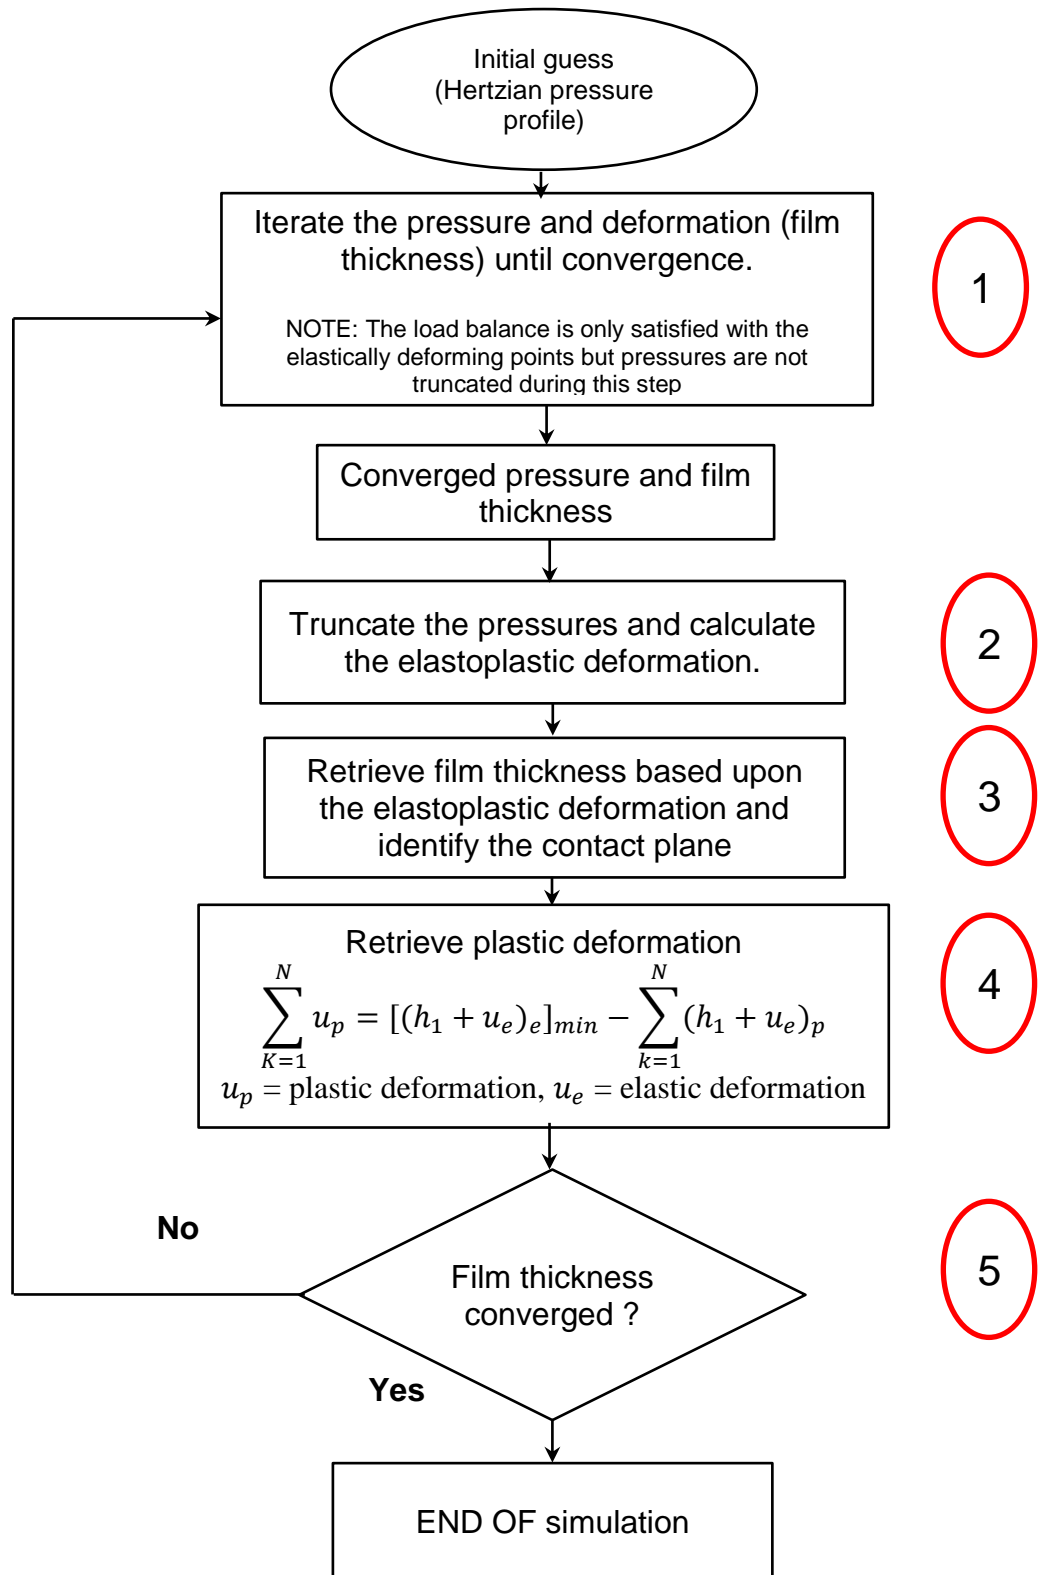 Initial guess
(Hertzian pressure
profile)
Iterate the pressure and deformation (film
thickness) until convergence.
NOTE: The load balance is only satisfied with the
elastically deforming points but pressures are not
truncated during this step
1
Converged pressure and film
thickness
Truncate the pressures and calculate
the elastoplastic deformation.
2
Retrieve film thickness based upon
the elastoplastic deformation and
identify the contact plane
3
Retrieve plastic deformation
∑_{K=1}^{N} u_p = [(h_1 + u_e)_e]_{min} − ∑_{k=1}^{N} (h_1 + u_e)_p
u_p = plastic deformation, u_e = elastic deformation
4
No
Film thickness
converged ?
5
Yes
END OF simulation